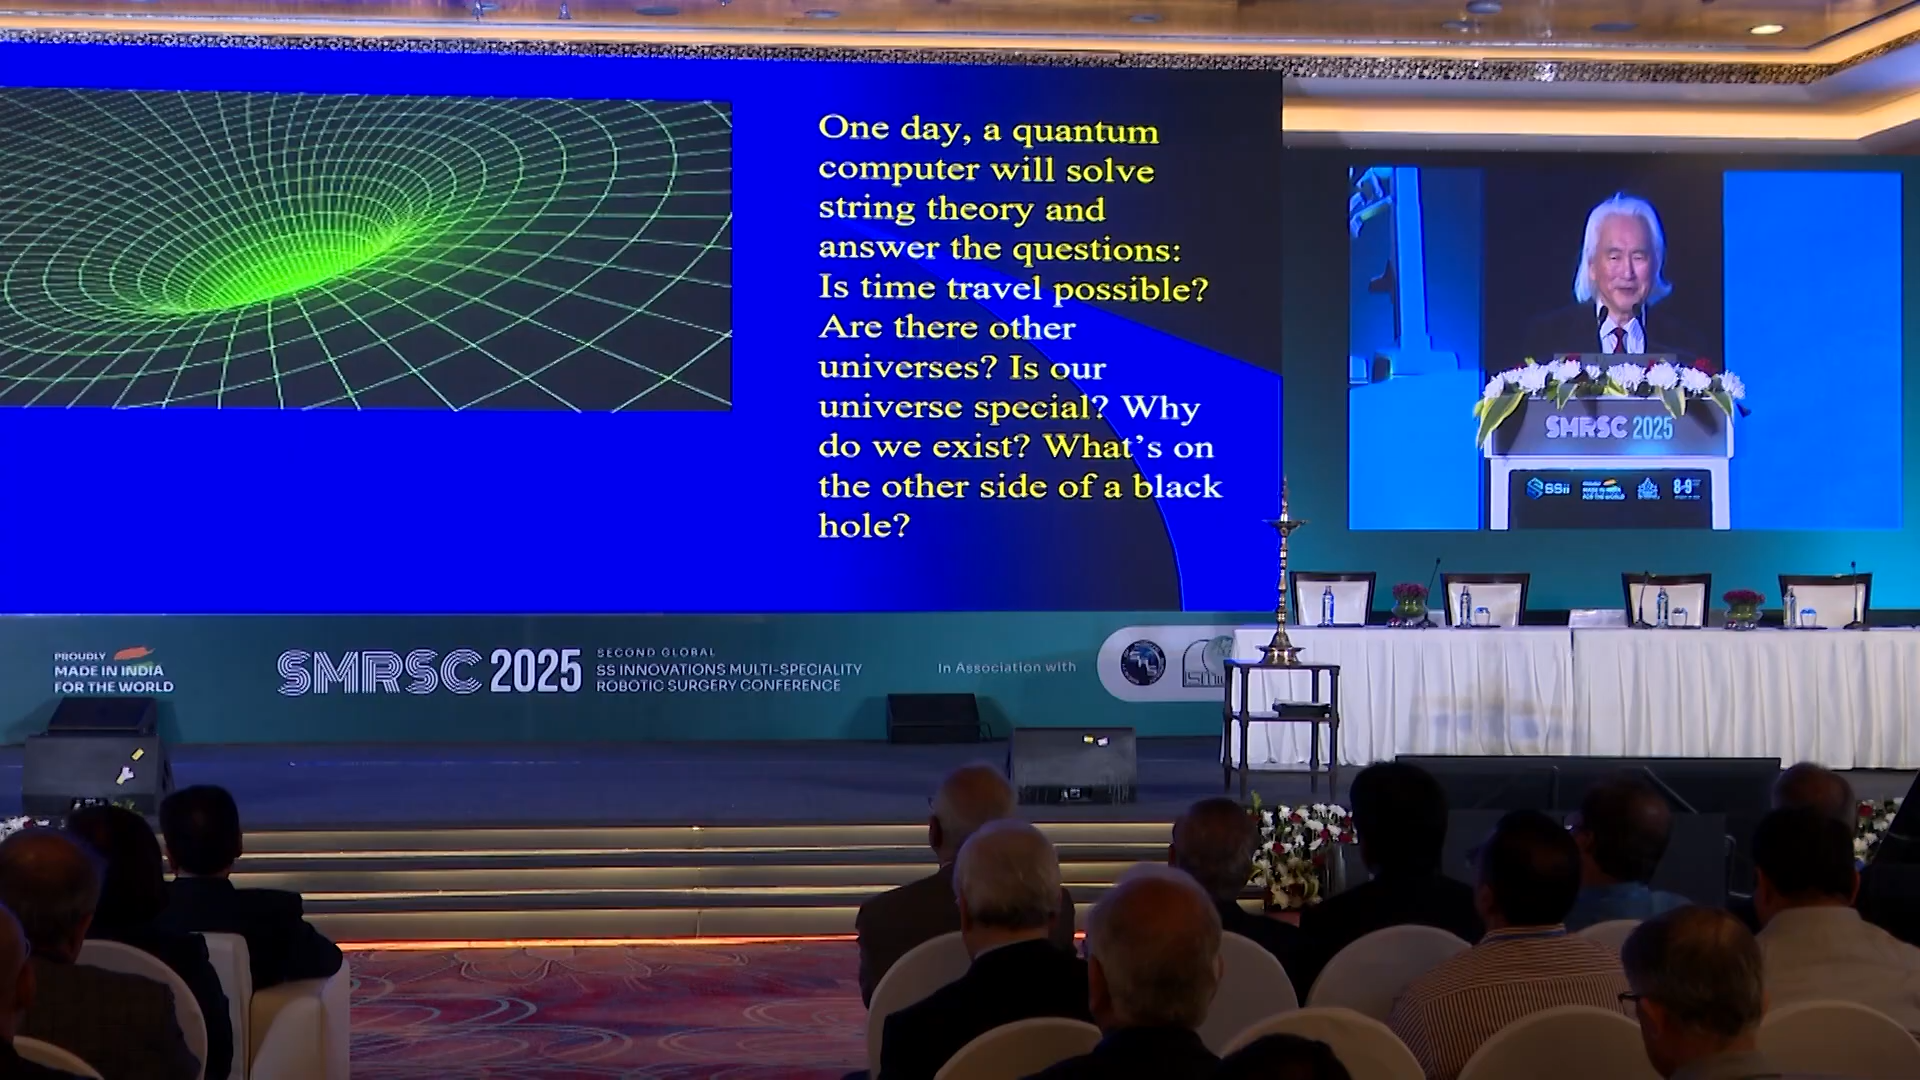 One day, a quantum
computer will solve
string theory and
answer the questions:
Is time travel possible?
Are there other
universes? Is our
universe special? Why
do we exist? What's on
the other side of a black
hole?
SMRSC 2025
SSii
8-9
PROUDLY
MADE IN INDIA
FOR THE WORLD
SMRSC 2025
SECOND GLOBAL
SS INNOVATIONS MULTI-SPECIALITY
ROBOTIC SURGERY CONFERENCE
In Association with